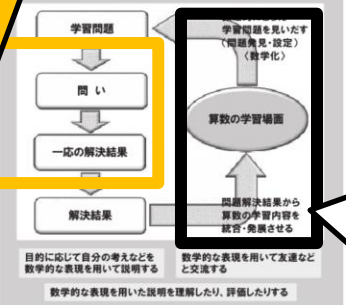 学習問題
学習問題を見いだす
(問題発見・設定)
〈数学化〉
問い
算数の学習場面
一応の解決結果
解決結果
問題解決結果から
算数の学習内容を
統合・発展させる
目的に応じて自分の考えなどを
数学的な表現を用いて説明する
数学的な表現を用いて友達など
と交流する
数学的な表現を用いた説明を理解したり、評価したりする